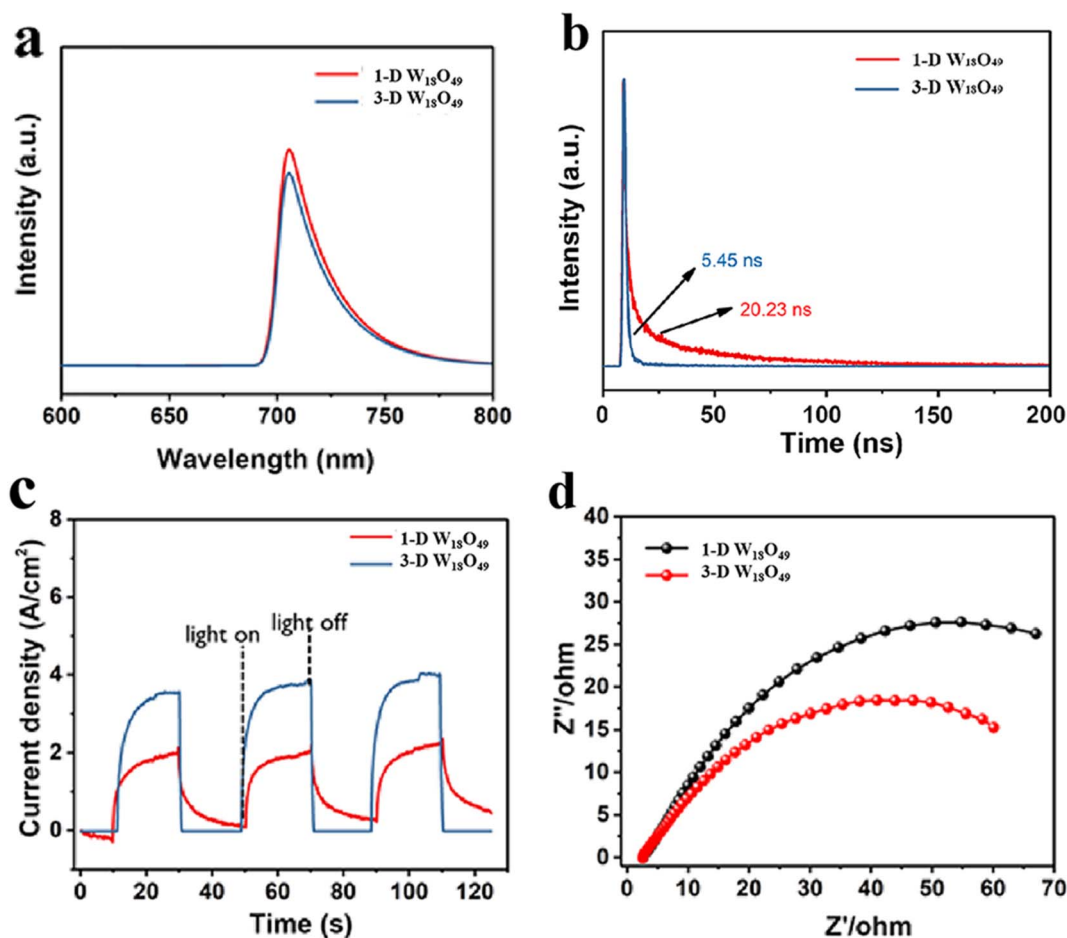 a
1-D W₁₈O₄₉
3-D W₁₈O₄₉
Intensity (a.u.)
600 650 700 750 800
Wavelength (nm)
b
1-D W₁₈O₄₉
3-D W₁₈O₄₉
5.45 ns
20.23 ns
Intensity (a.u.)
0 50 100 150 200
Time (ns)
c
1-D W₁₈O₄₉
3-D W₁₈O₄₉
light on
light off
Current density (A/cm²)
8
6
4
2
0
0 20 40 60 80 100 120
Time (s)
d
1-D W₁₈O₄₉
3-D W₁₈O₄₉
Z''/ohm
40
35
30
25
20
15
10
5
0
0 10 20 30 40 50 60 70
Z'/ohm